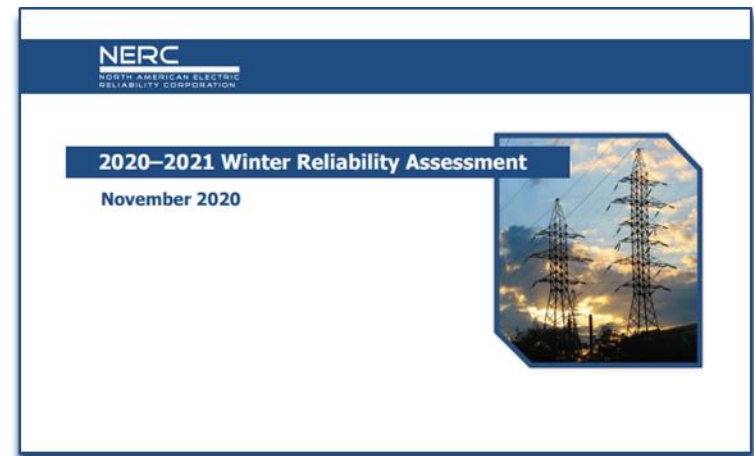 NERC
NORTH AMERICAN ELECTRIC
RELIABILITY CORPORATION
2020–2021 Winter Reliability Assessment
November 2020